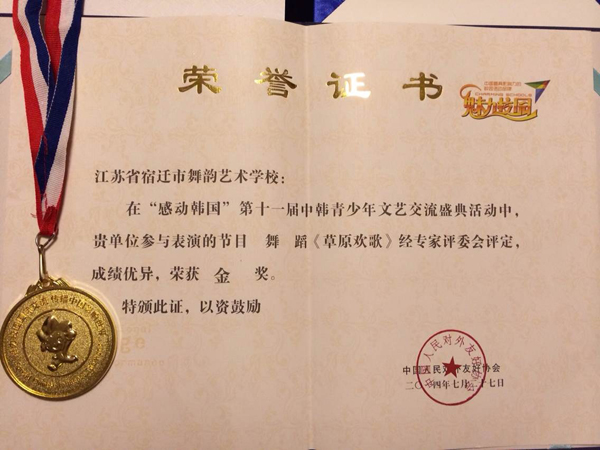 荣誉证书
CHARMING SCHOOLS
魅力校园
江苏省宿迁市舞韵艺术学校：
在“感动韩国”第十一届中韩青少年文艺交流盛典活动中，
贵单位参与表演的节目 舞 蹈《草原欢歌》经专家评委会评定，
成绩优异，荣获 金 奖。
特颁此证，以资鼓励
中国人民对外友好协会